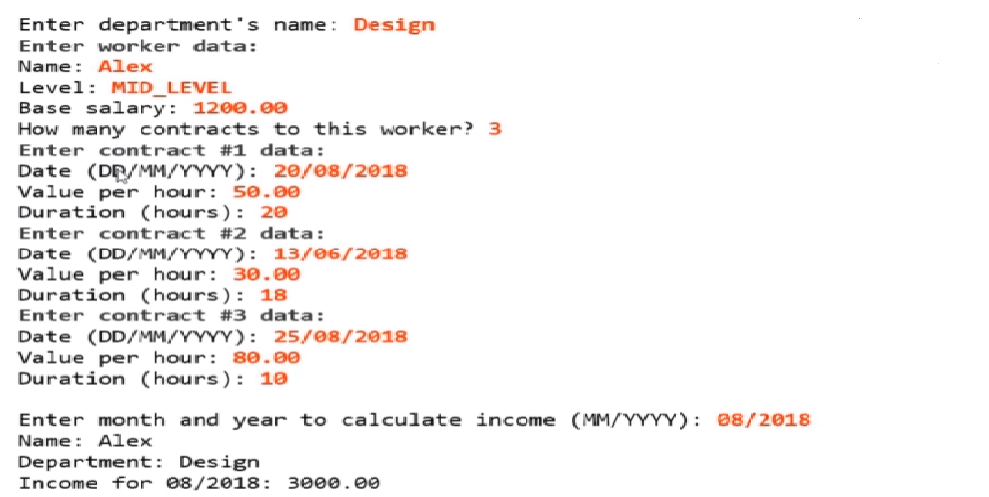 Enter department's name: Design
Enter worker data:
Name: Alex
Level: MID_LEVEL
Base salary: 1200.00
How many contracts to this worker? 3
Enter contract #1 data:
Date (DD/MM/YYYY): 20/08/2018
Value per hour: 50.00
Duration (hours): 20
Enter contract #2 data:
Date (DD/MM/YYYY): 13/06/2018
Value per hour: 30.00
Duration (hours): 18
Enter contract #3 data:
Date (DD/MM/YYYY): 25/08/2018
Value per hour: 80.00
Duration (hours): 10
Enter month and year to calculate income (MM/YYYY): 08/2018
Name: Alex
Department: Design
Income for 08/2018: 3000.00